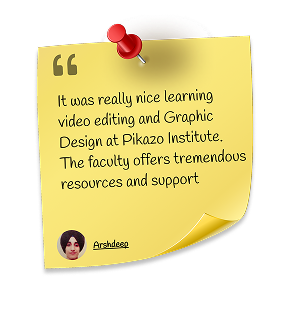 “
It was really nice learning
video editing and Graphic
Design at Pikazo Institute.
The faculty offers tremendous
resources and support
Arshdeep